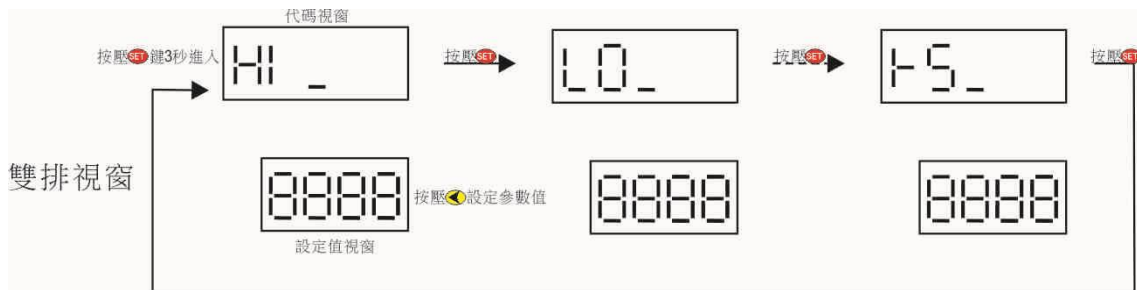 代碼視窗
按壓SET鍵3秒進入
HI _
按壓SET
LO_
按壓SET
tS_
按壓SET
雙排視窗
8888
按壓設定參數值
8888
8888
設定值視窗